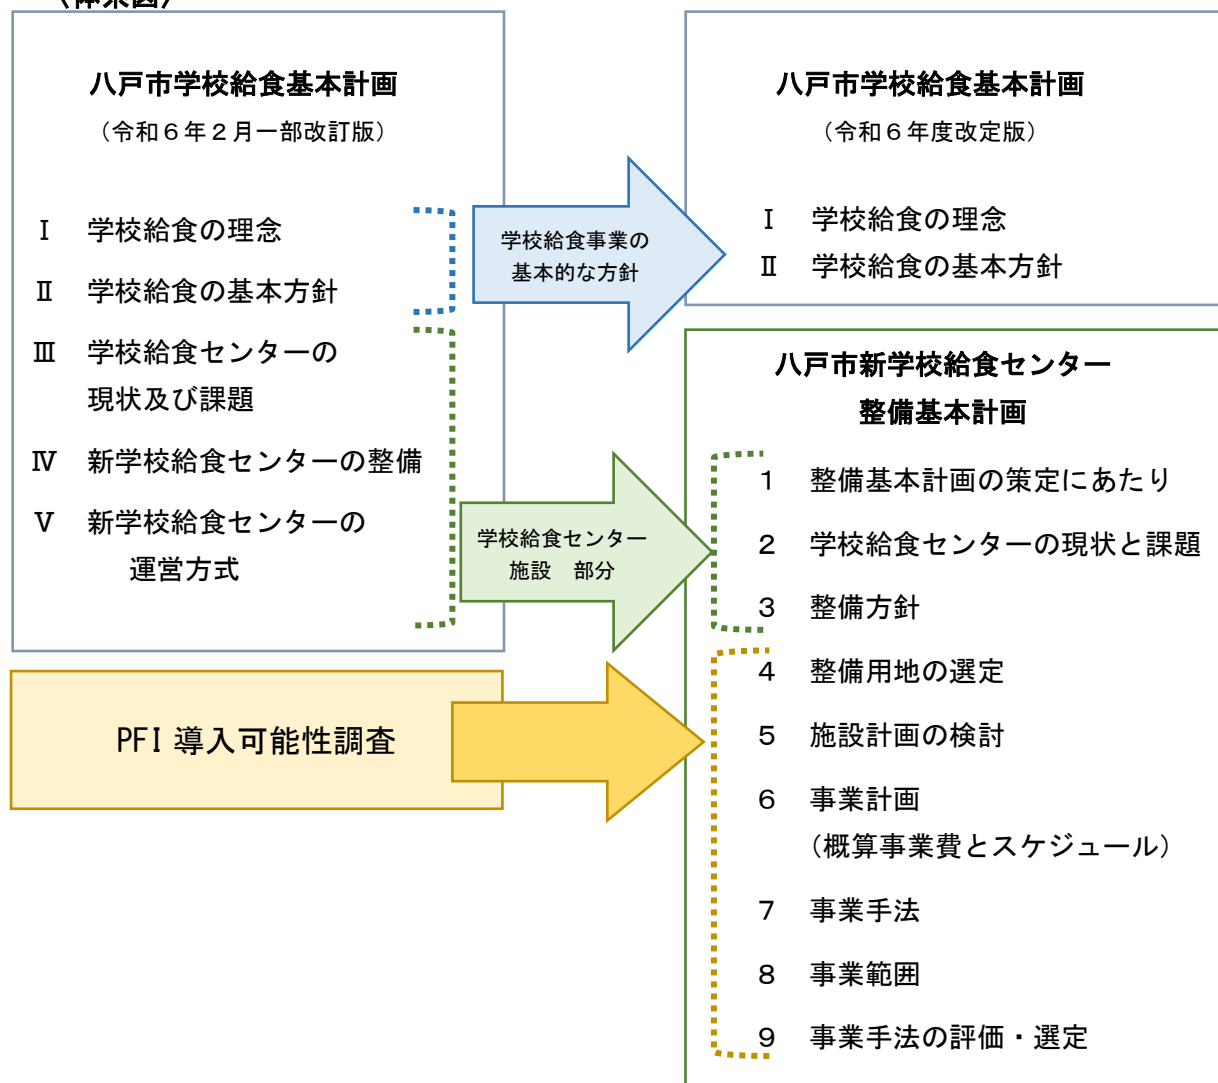 八戸市学校給食基本計画
（令和６年２月一部改訂版）
Ⅰ 学校給食の理念
Ⅱ 学校給食の基本方針
Ⅲ 学校給食センターの
現状及び課題
Ⅳ 新学校給食センターの整備
Ⅴ 新学校給食センターの
運営方式
学校給食事業の
基本的な方針
八戸市学校給食基本計画
（令和６年度改定版）
Ⅰ 学校給食の理念
Ⅱ 学校給食の基本方針
学校給食センター
施設　部分
PFI 導入可能性調査
八戸市新学校給食センター
整備基本計画
１ 整備基本計画の策定にあたり
２ 学校給食センターの現状と課題
３ 整備方針
４ 整備用地の選定
５ 施設計画の検討
６ 事業計画
（概算事業費とスケジュール）
７ 事業手法
８ 事業範囲
９ 事業手法の評価・選定